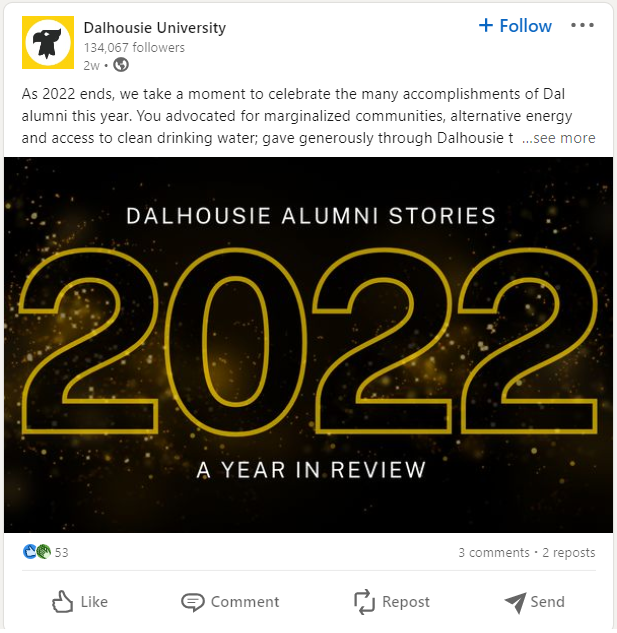 Dalhousie University
+ Follow
134,067 followers
2w •
As 2022 ends, we take a moment to celebrate the many accomplishments of Dal
alumni this year. You advocated for marginalized communities, alternative energy
and access to clean drinking water; gave generously through Dalhousie t ...see more
DALHOUSIE ALUMNI STORIES
2022
A YEAR IN REVIEW
53
3 comments • 2 reposts
Like
Comment
Repost
Send